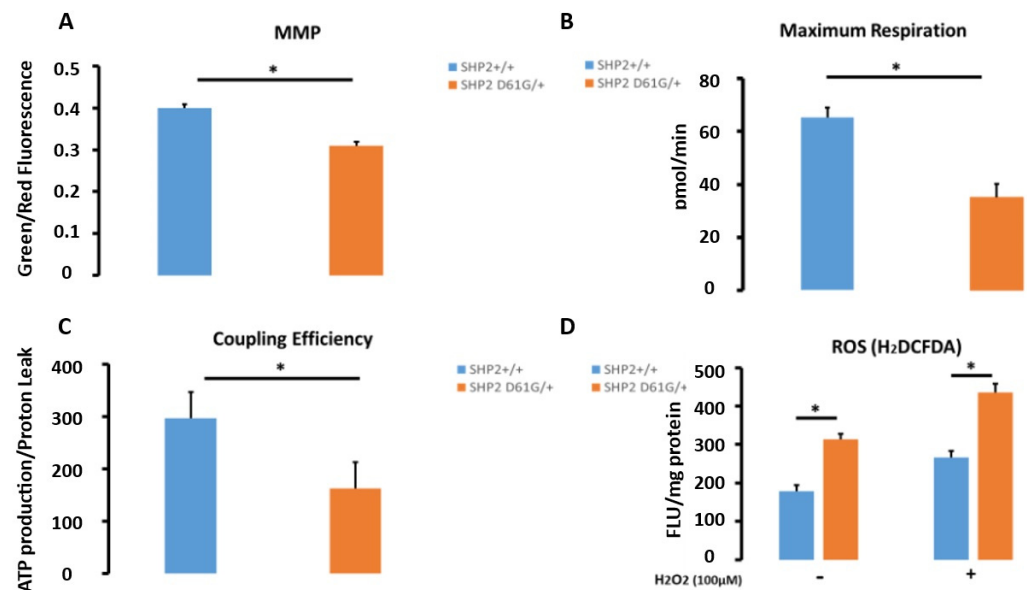 A
MMP
Green/Red Fluorescence
0.5
0.4
0.3
0.2
0.1
0
*
SHP2+/+
SHP2 D61G/+
B
Maximum Respiration
SHP2+/+
SHP2 D61G/+
pmol/min
80
60
40
20
0
*
C
Coupling Efficiency
ATP production/Proton Leak
400
300
200
100
0
*
SHP2+/+
SHP2 D61G/+
D
ROS (H2DCFDA)
SHP2+/+
SHP2 D61G/+
FLU/mg protein
500
400
300
200
100
0
*
*
H2O2 (100μM)
-
+